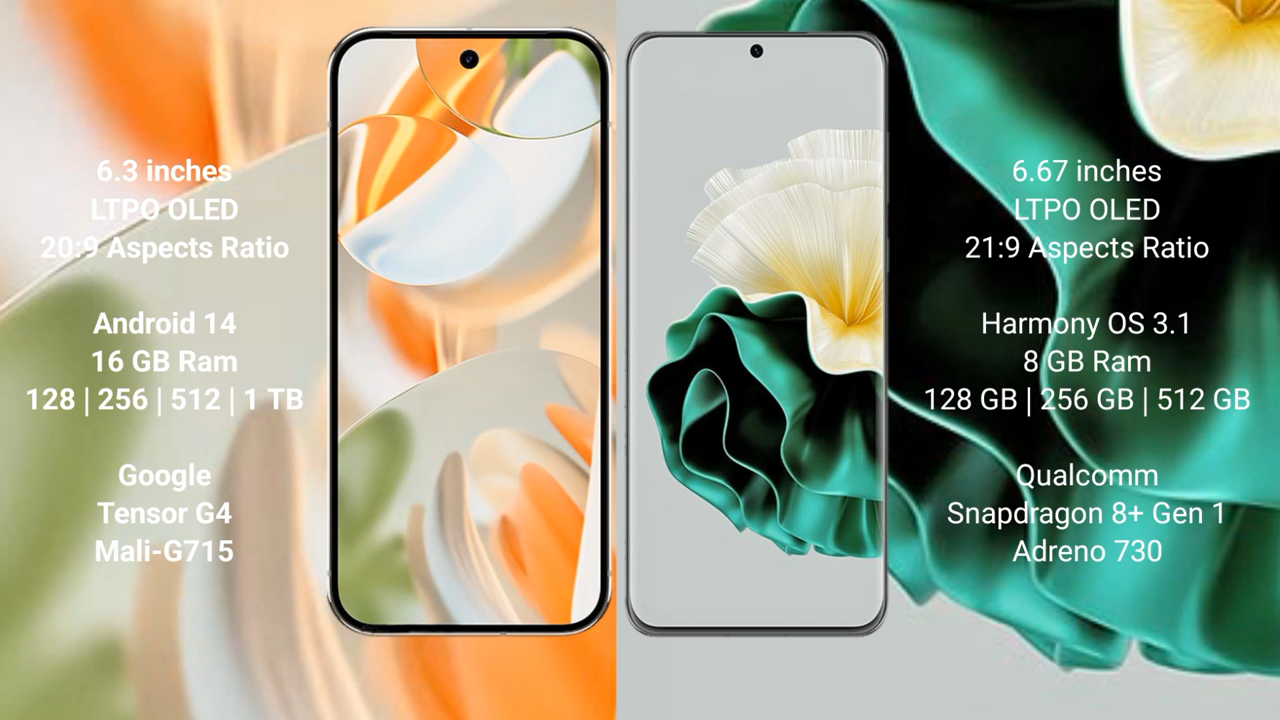 6.3 inches
LTPO OLED
20:9 Aspects Ratio
Android 14
16 GB Ram
128 | 256 | 512 | 1 TB
Google
Tensor G4
Mali-G715
6.67 inches
LTPO OLED
21:9 Aspects Ratio
Harmony OS 3.1
8 GB Ram
128 GB | 256 GB | 512 GB
Qualcomm
Snapdragon 8+ Gen 1
Adreno 730